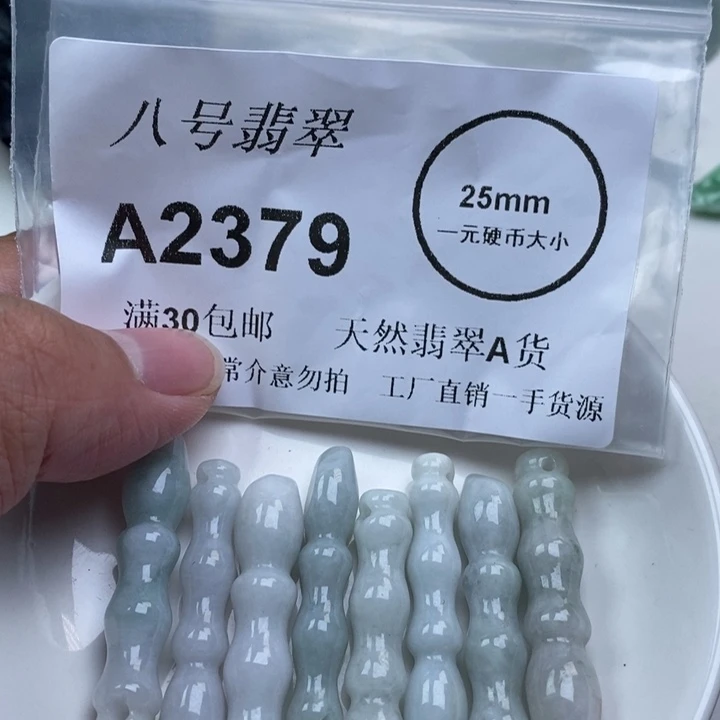 八号翡翠
A2379
25mm
一元硬币大小
满30包邮 天然翡翠A货
常介意勿拍 工厂直销一手货源